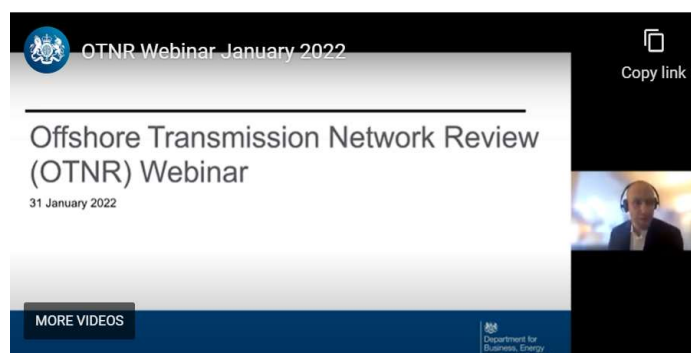 OTNR Webinar January 2022
Copy link
Offshore Transmission Network Review
(OTNR) Webinar
31 January 2022
MORE VIDEOS
Department for
Business, Energy